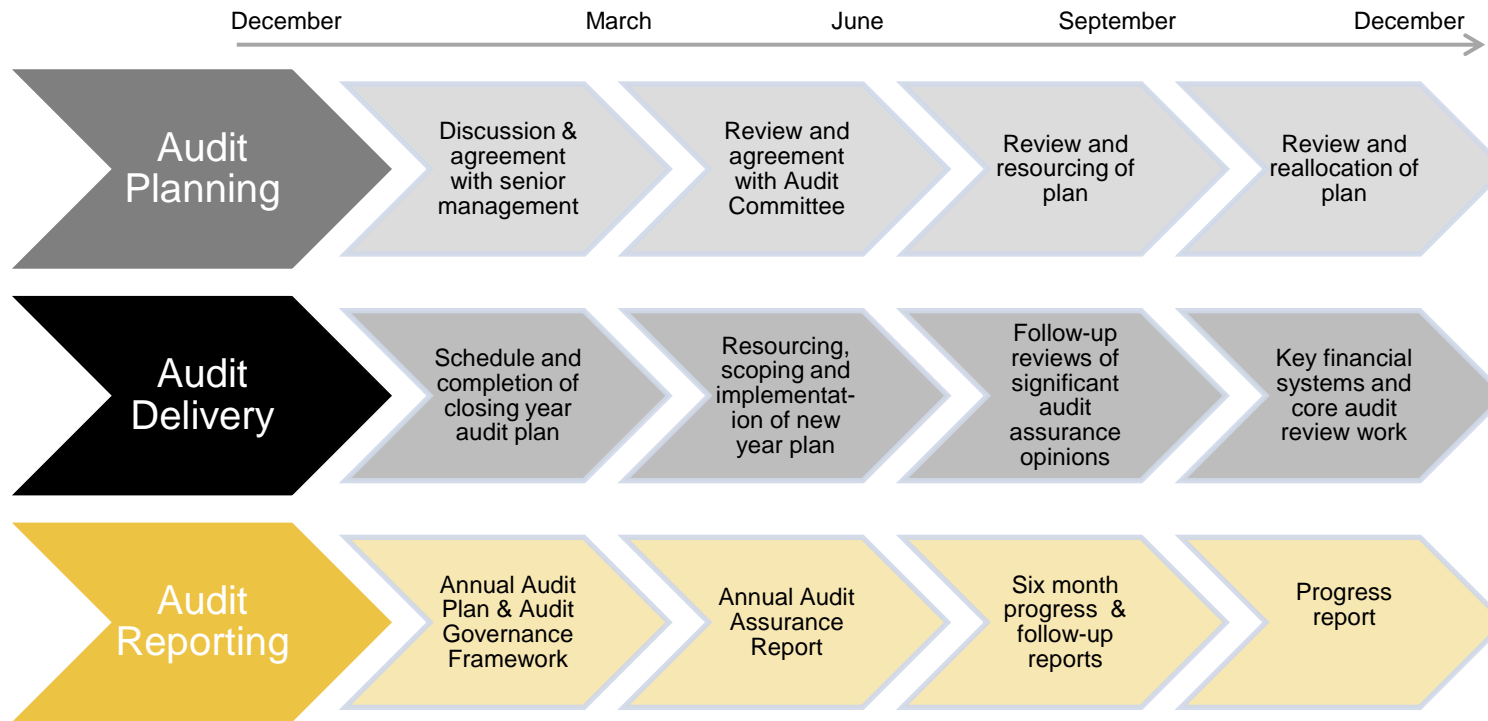 December March June September December
Audit
Planning
Discussion &
agreement
with senior
management
Review and
agreement
with Audit
Committee
Review and
resourcing of
plan
Review and
reallocation of
plan
Audit
Delivery
Schedule and
completion of
closing year
audit plan
Resourcing,
scoping and
implementat-
ion of new
year plan
Follow-up
reviews of
significant
audit
assurance
opinions
Key financial
systems and
core audit
review work
Audit
Reporting
Annual Audit
Plan & Audit
Governance
Framework
Annual Audit
Assurance
Report
Six month
progress &
follow-up
reports
Progress
report